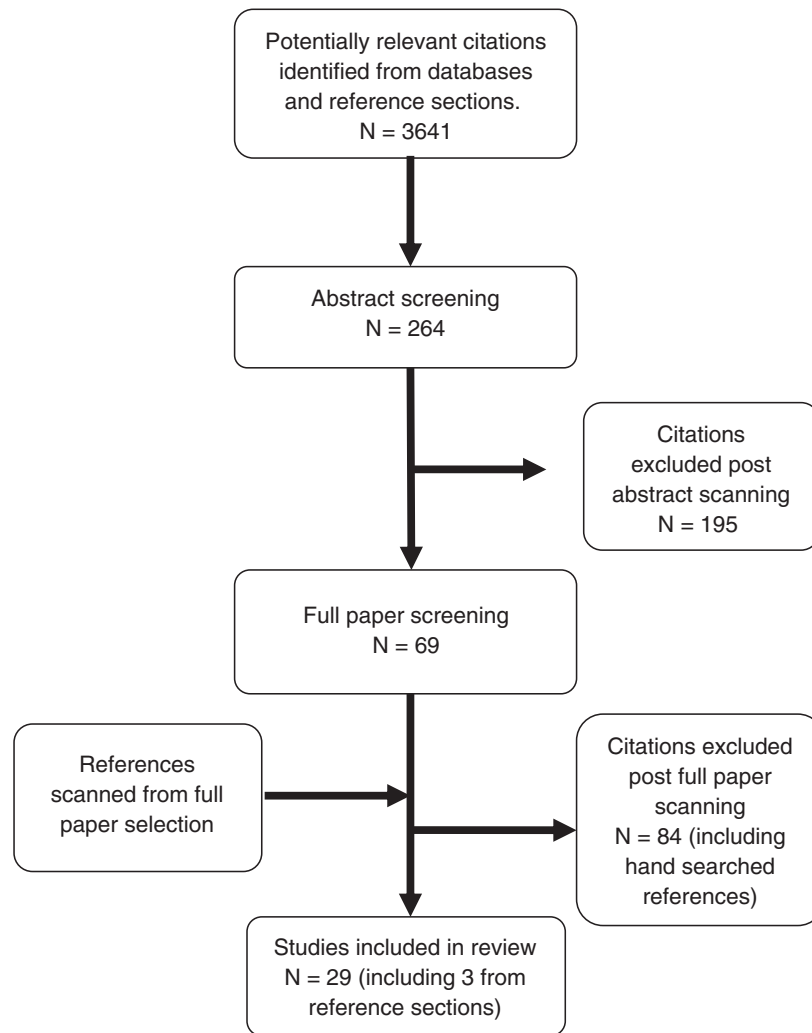 Potentially relevant citations
identified from databases
and reference sections.
N = 3641
Abstract screening
N = 264
Citations
excluded post
abstract scanning
N = 195
Full paper screening
N = 69
References
scanned from full
paper selection
Citations excluded
post full paper
scanning
N = 84 (including
hand searched
references)
Studies included in review
N = 29 (including 3 from
reference sections)